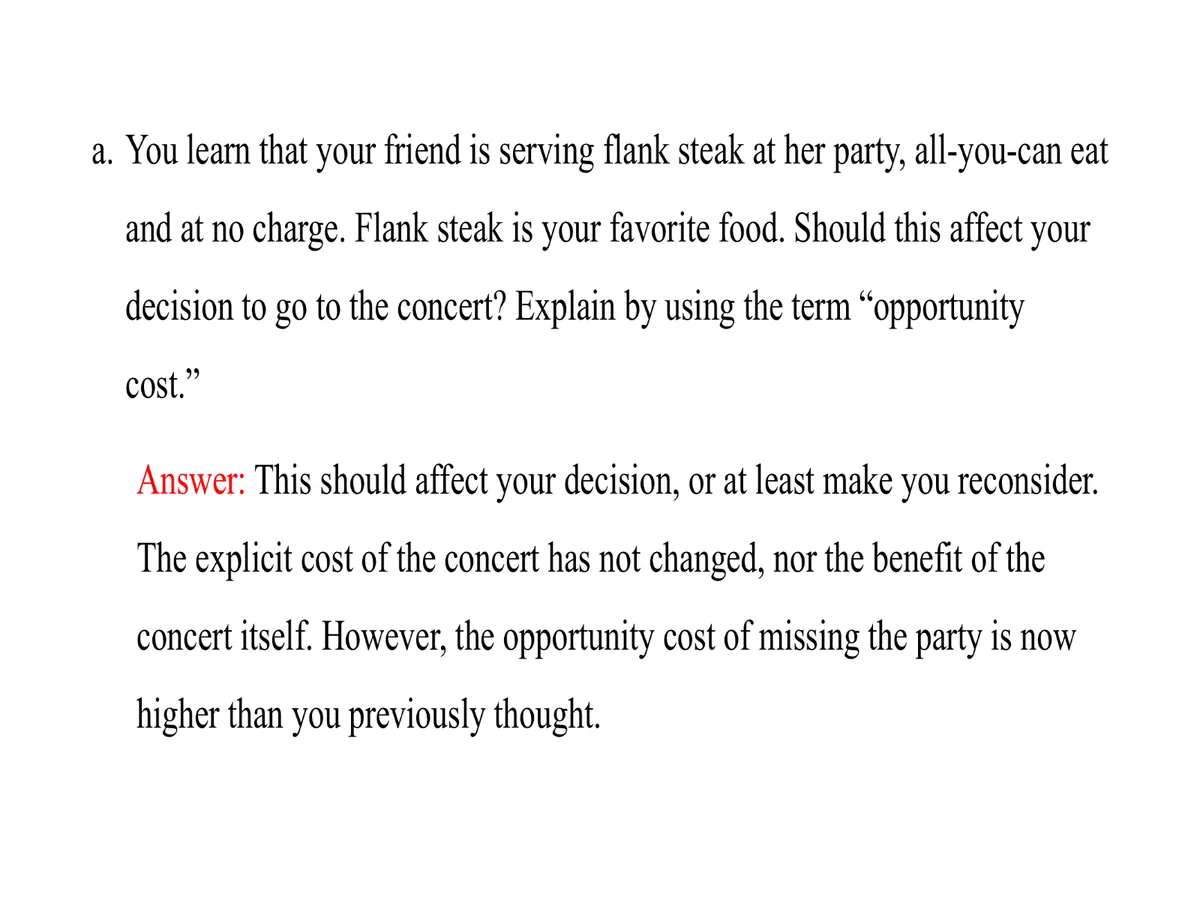 a. You learn that your friend is serving flank steak at her party, all-you-can eat
and at no charge. Flank steak is your favorite food. Should this affect your
decision to go to the concert? Explain by using the term “opportunity
cost.”
Answer: This should affect your decision, or at least make you reconsider.
The explicit cost of the concert has not changed, nor the benefit of the
concert itself. However, the opportunity cost of missing the party is now
higher than you previously thought.